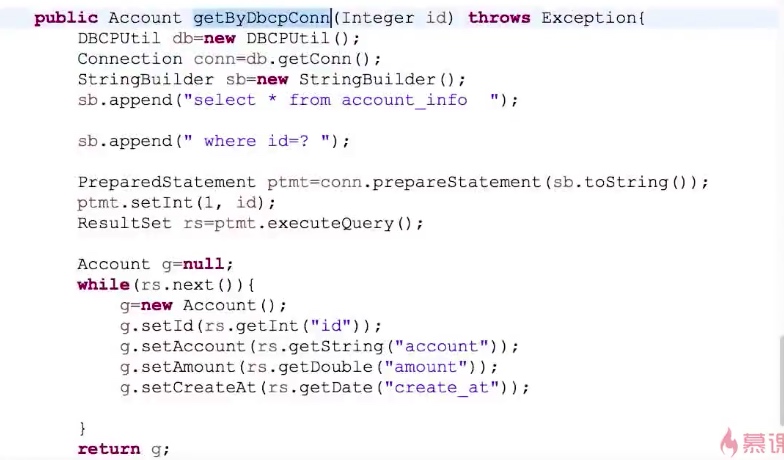 public Account getByDbcpConn(Integer id) throws Exception{
    DBCPUtil db=new DBCPUtil();
    Connection conn=db.getConn();
    StringBuilder sb=new StringBuilder();
    sb.append("select * from account_info  ");

    sb.append(" where id=? ");

    PreparedStatement ptmt=conn.prepareStatement(sb.toString());
    ptmt.setInt(1, id);
    ResultSet rs=ptmt.executeQuery();

    Account g=null;
    while(rs.next()){
        g=new Account();
        g.setId(rs.getInt("id"));
        g.setAccount(rs.getString("account"));
        g.setAmount(rs.getDouble("amount"));
        g.setCreateAt(rs.getDate("create_at"));

    }
    return g;
慕课